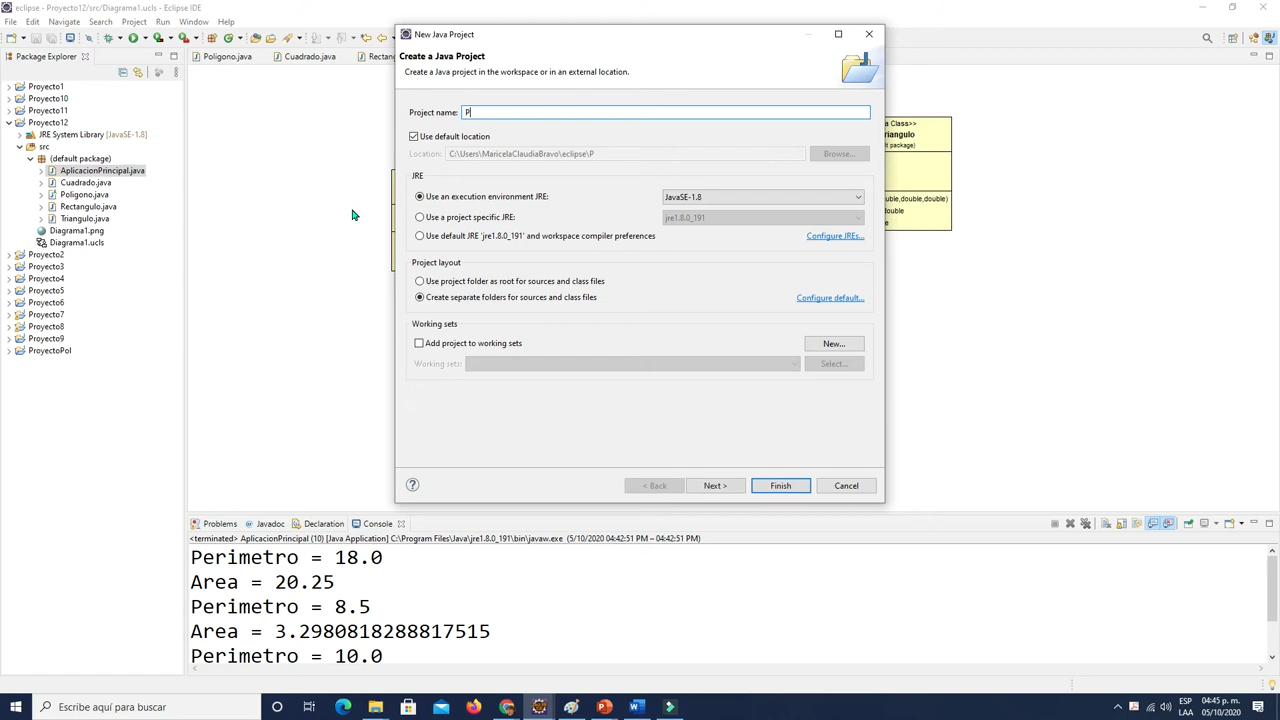 eclipse - Proyecto12/src/Diagrama1.ucls - Eclipse IDE
File Edit Navigate Search Project Run Window Help
Package Explorer
Poligono.java
Cuadrado.java
Proyecto1
Proyecto10
Proyecto11
Proyecto12
JRE System Library [JavaSE-1.8]
src
(default package)
AplicacionPrincipal.java
Cuadrado.java
Poligono.java
Rectangulo.java
Triangulo.java
Diagrama1.png
Diagrama1.ucls
Proyecto2
Proyecto3
Proyecto4
Proyecto5
Proyecto6
Proyecto7
Proyecto8
Proyecto9
ProyectoPol
New Java Project
Create a Java Project
Create a Java project in the workspace or in an external location.
Project name: P
Use default location
Location: C:\Users\MaricelaClaudiaBravo\eclipse\P
Browse...
JRE
Use an execution environment JRE:
JavaSE-1.8
Use a project specific JRE:
jre1.8.0_191
Use default JRE 'jre1.8.0_191' and workspace compiler preferences
Configure JREs...
Project layout
Use project folder as root for sources and class files
Create separate folders for sources and class files
Configure default...
Working sets
Add project to working sets
New...
Working sets:
Select...
< Back
Next >
Finish
Cancel
Class>>
double
Problems
Javadoc
Declaration
Console
<terminated> AplicacionPrincipal (10) [Java Application] C:\Program Files\Java\jre1.8.0_191\bin\javaw.exe (5/10/2020 04:42:51 PM – 04:42:51 PM)
Perimetro = 18.0
Area = 20.25
Perimetro = 8.5
Area = 3.2980818288817515
Perimetro = 10.0
Escribe aquí para buscar
ESP
LAA
04:45 p. m.
05/10/2020